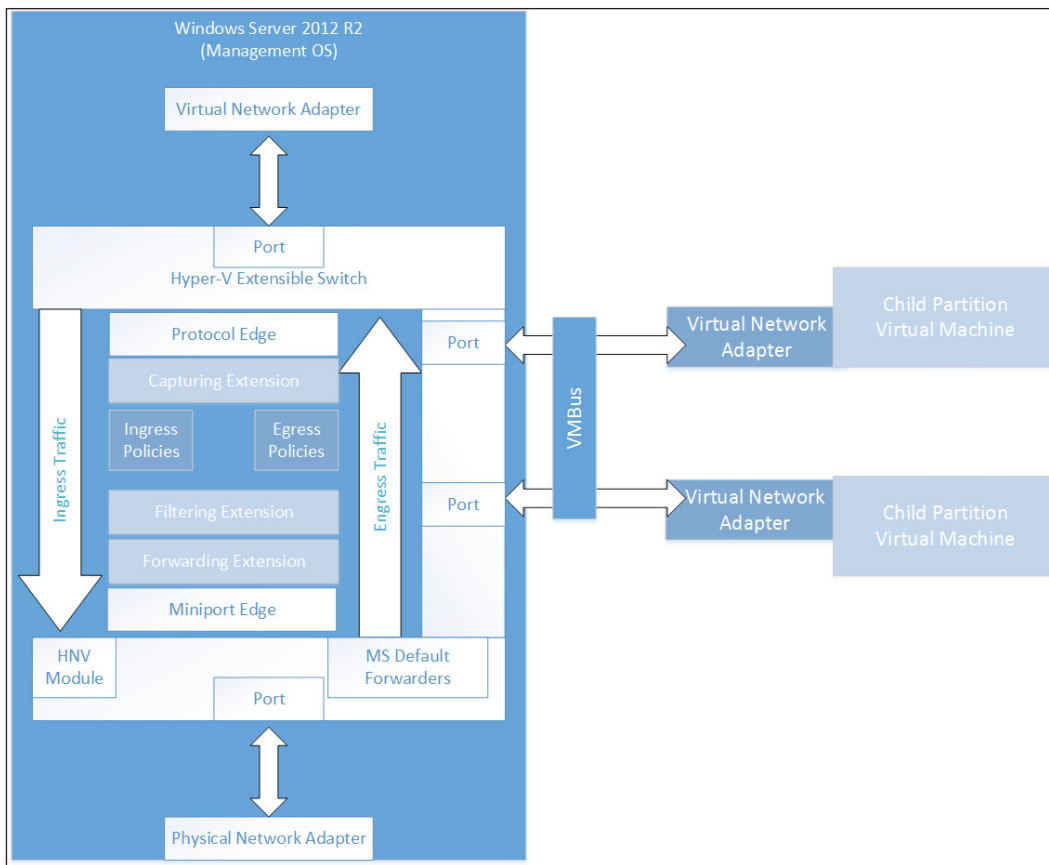 Windows Server 2012 R2
(Management OS)
Virtual Network Adapter
Port
Hyper-V Extensible Switch
Ingress Traffic
Protocol Edge
Capturing Extension
Ingress
Policies
Egress
Policies
Filtering Extension
Forwarding Extension
Miniport Edge
Engress Traffic
Port
Port
HNV
Module
MS Default
Forwarders
Port
Physical Network Adapter
VMBus
Virtual Network
Adapter
Child Partition
Virtual Machine
Virtual Network
Adapter
Child Partition
Virtual Machine